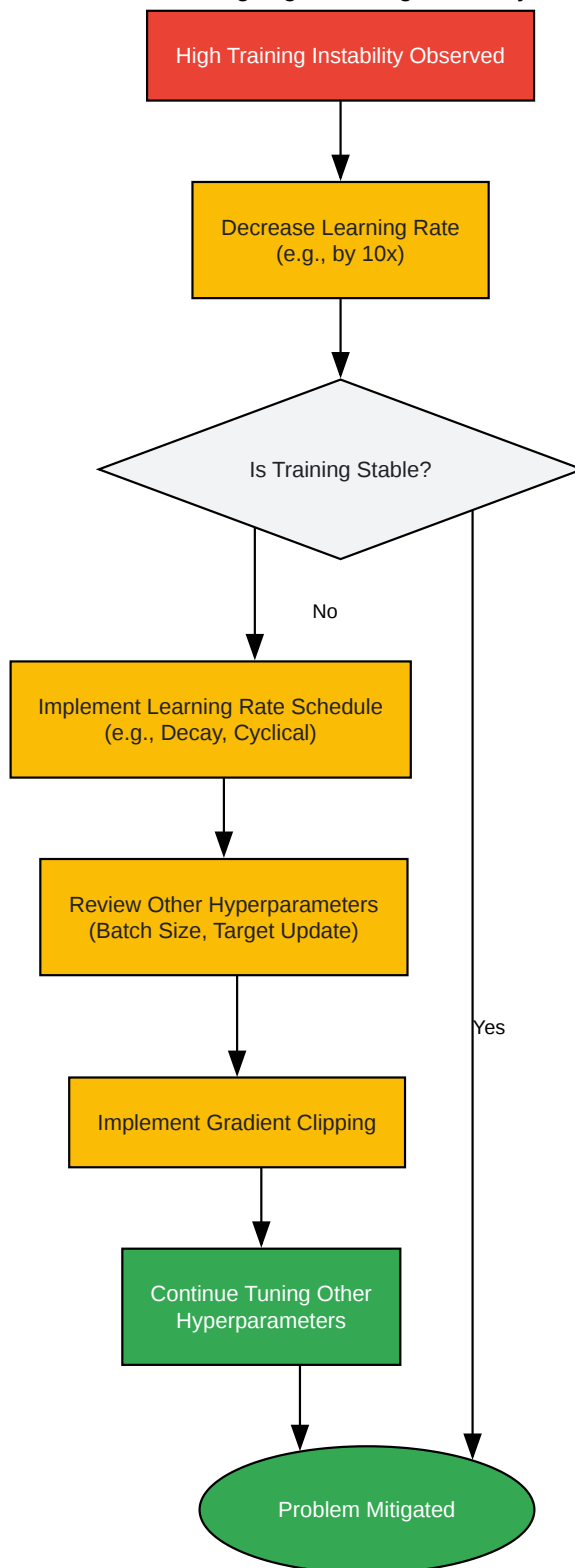 High Training Instability Observed
Decrease Learning Rate
(e.g., by 10x)
Is Training Stable?
No
Implement Learning Rate Schedule
(e.g., Decay, Cyclical)
Review Other Hyperparameters
(Batch Size, Target Update)
Yes
Implement Gradient Clipping
Continue Tuning Other
Hyperparameters
Problem Mitigated